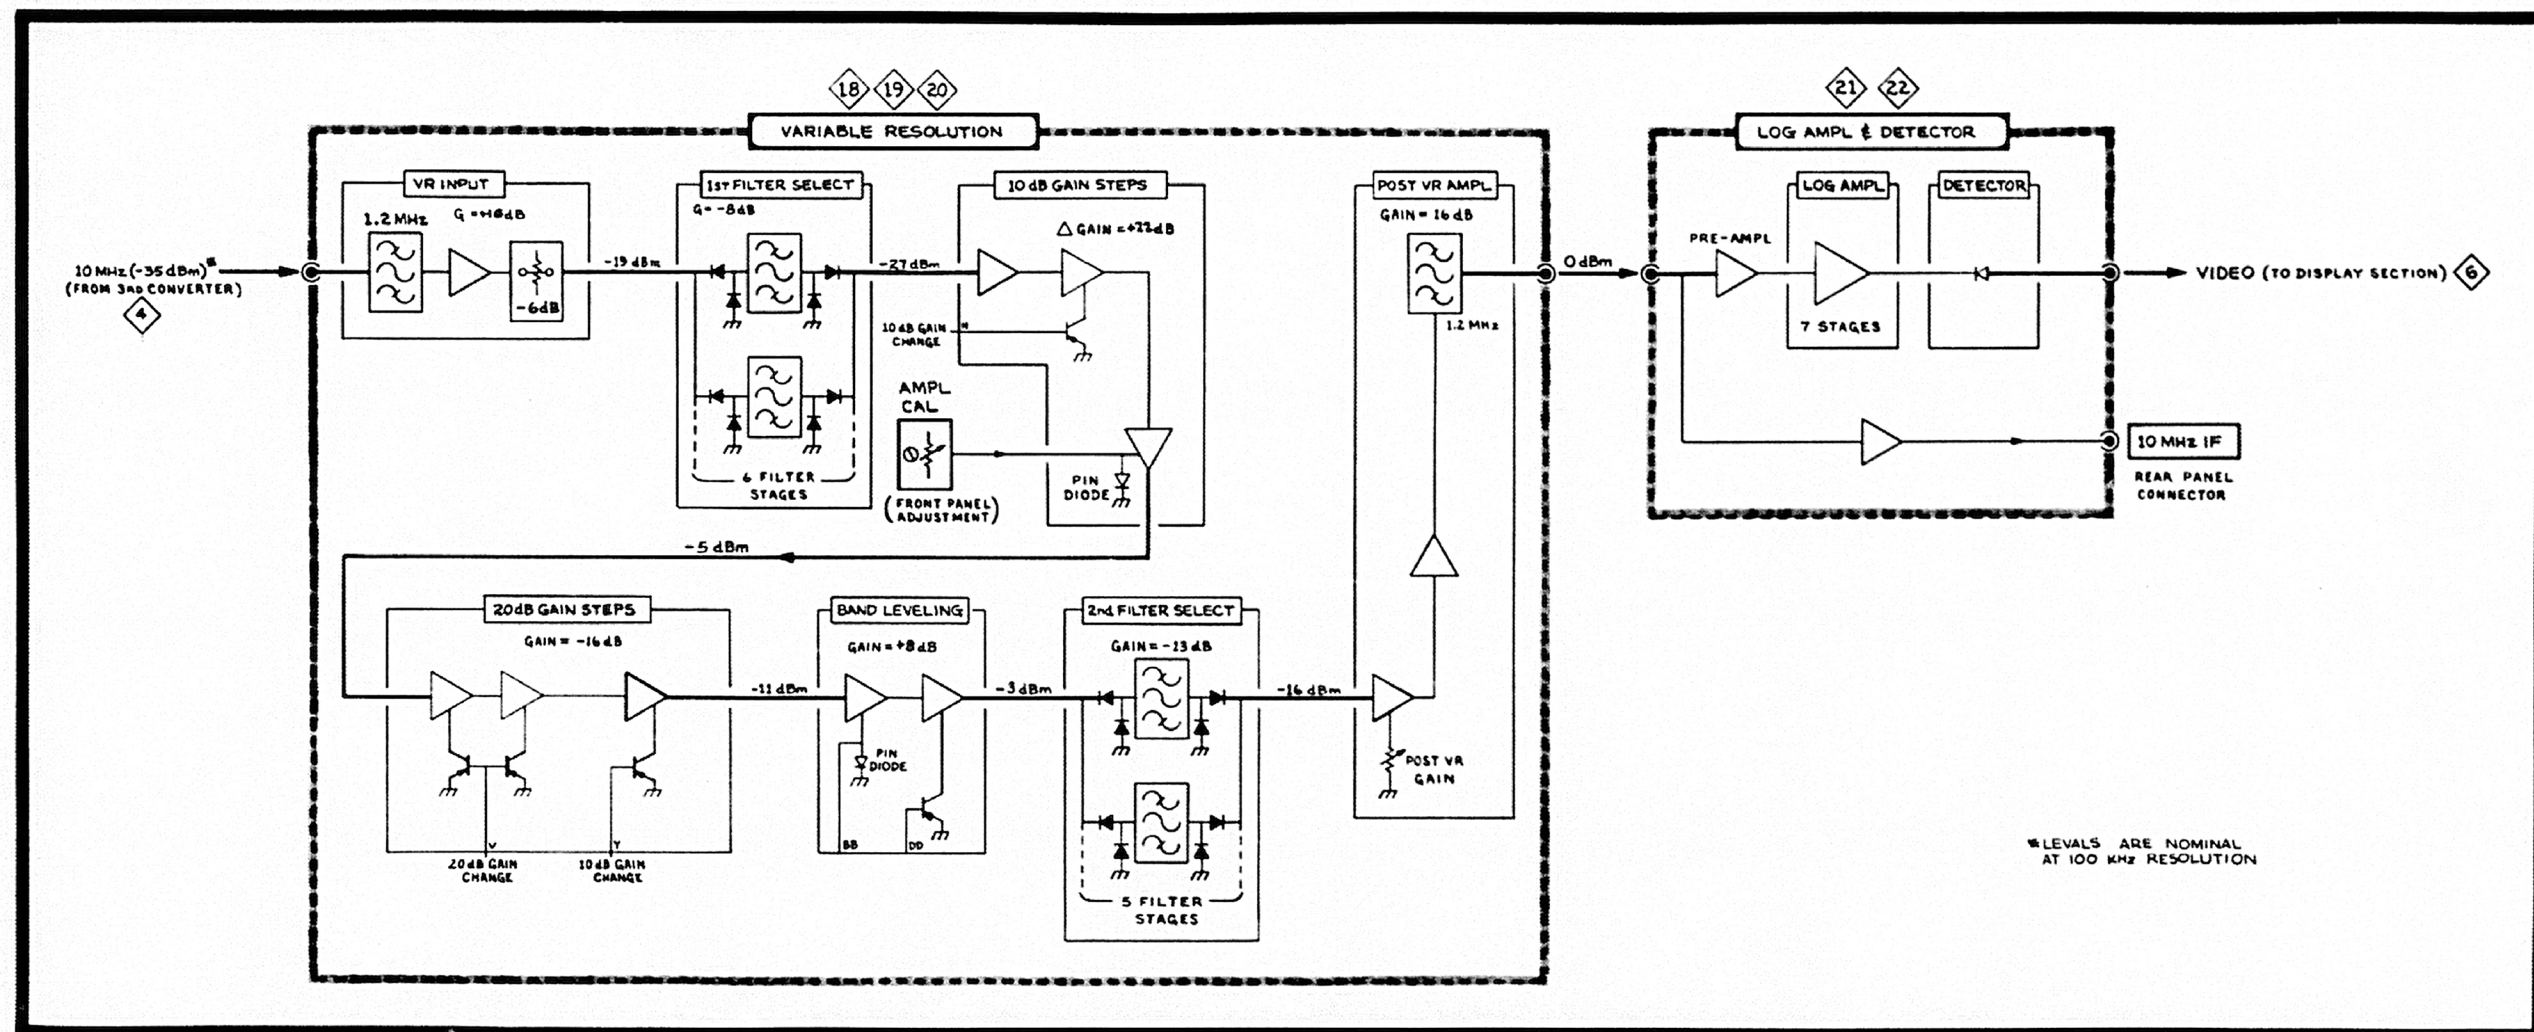 18 19 20
VARIABLE RESOLUTION
VR INPUT
1.2 MHz
-6dB
10 MHz (-35 dBm)*
(FROM 3RD CONVERTER)
4
-19 dBm
1ST FILTER SELECT
G= -8dB
6 FILTER
STAGES
-27 dBm
10 dB GAIN STEPS
△ GAIN = +22dB
10 dB GAIN *
CHANGE
AMPL
CAL
(FRONT PANEL
ADJUSTMENT)
PIN
DIODE
-5 dBm
20dB GAIN STEPS
GAIN = -16 dB
V
20 dB GAIN
CHANGE
Y
10 dB GAIN
CHANGE
-11 dBm
BAND LEVELING
GAIN = +8 dB
PIN
DIODE
BB
DD
-3 dBm
2nd FILTER SELECT
GAIN = -13 dB
5 FILTER
STAGES
-16 dBm
POST VR AMPL
GAIN = 16 dB
1.2 MHz
POST VR
GAIN
0 dBm
21 22
LOG AMPL & DETECTOR
PRE-AMPL
LOG AMPL
7 STAGES
DETECTOR
VIDEO (TO DISPLAY SECTION) 6
10 MHz IF
REAR PANEL
CONNECTOR
*LEVALS ARE NOMINAL
AT 100 KHz RESOLUTION